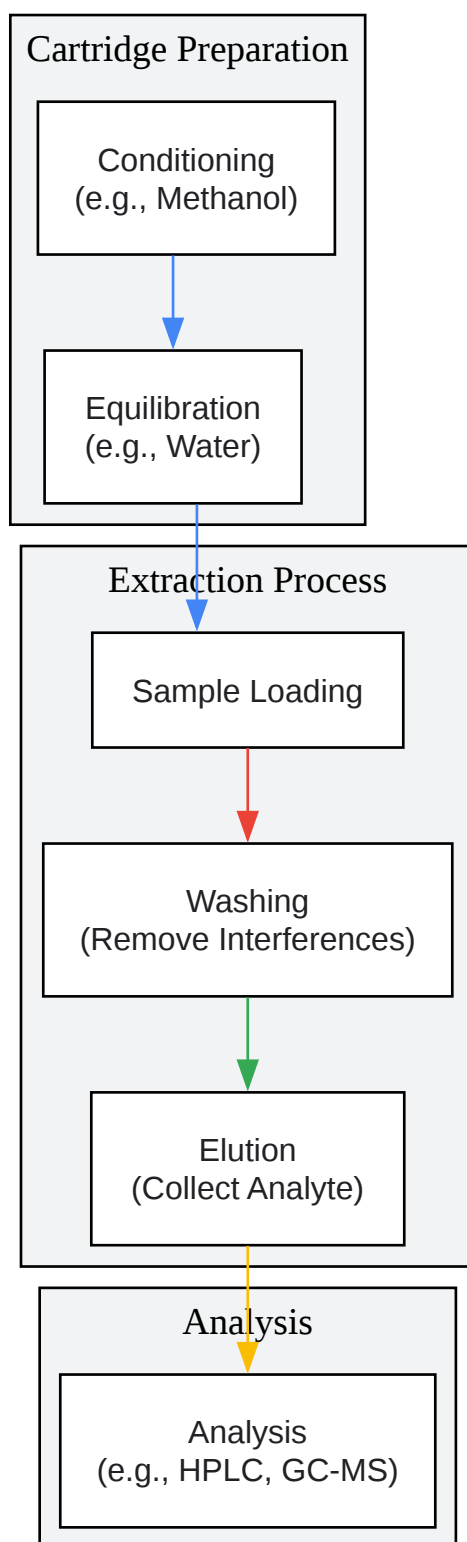 Cartridge Preparation
Conditioning
(e.g., Methanol)
Equilibration
(e.g., Water)
Extraction Process
Sample Loading
Washing
(Remove Interferences)
Elution
(Collect Analyte)
Analysis
Analysis
(e.g., HPLC, GC-MS)